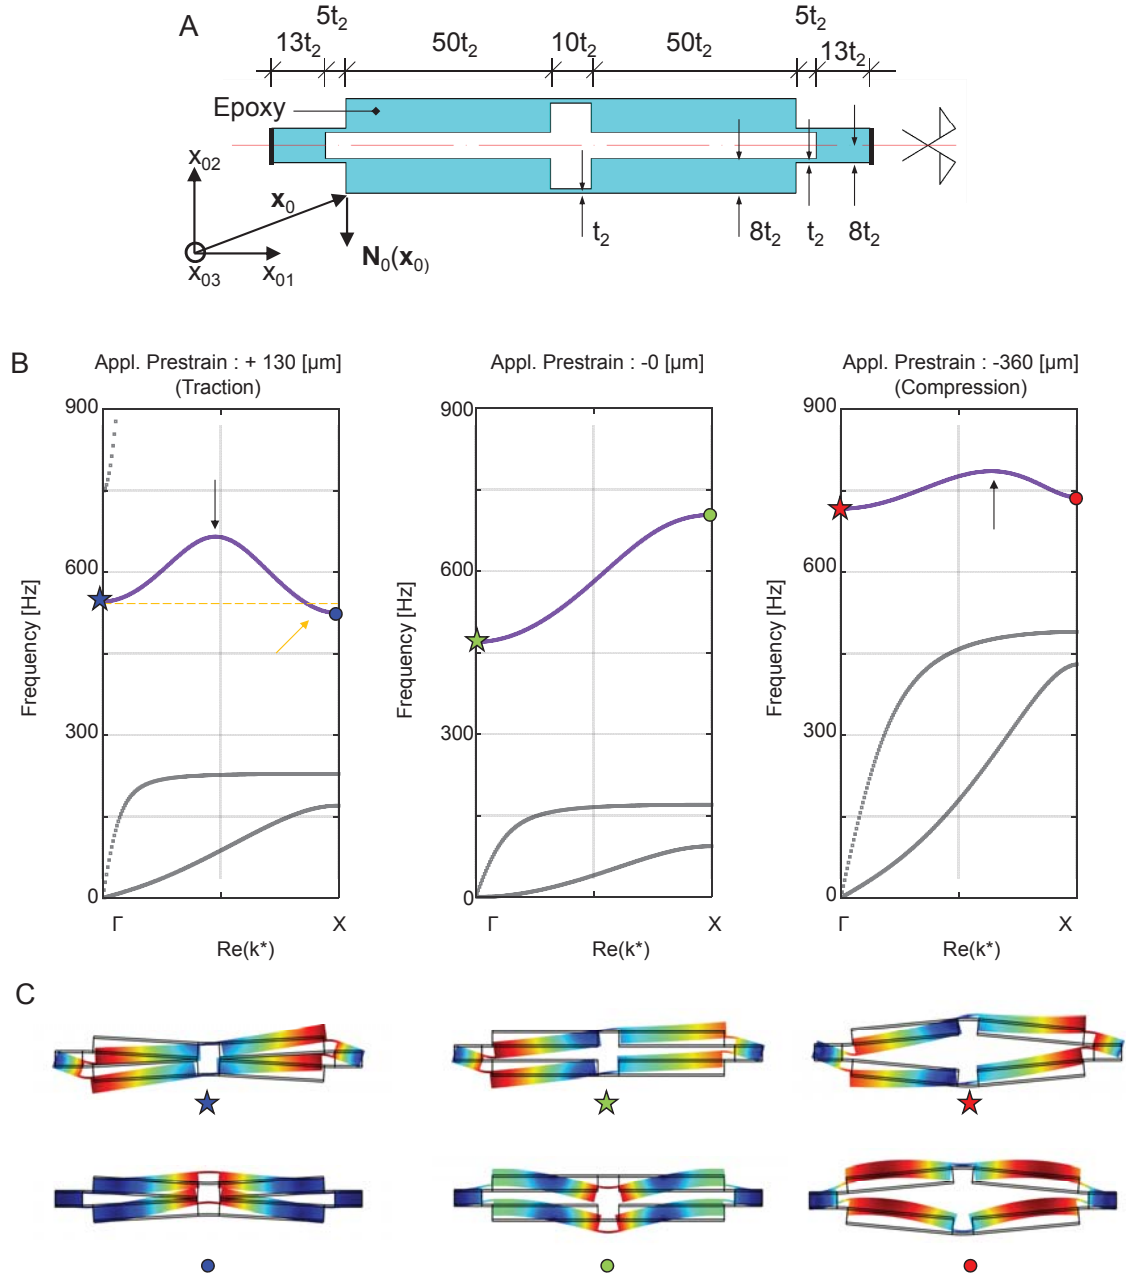 A
5t2
5t2
13t2
50t2
10t2
50t2
13t2
Epoxy
x02
x0
x03
x01
N0(x0)
t2
8t2
t2
8t2
B
Appl. Prestrain : + 130 [µm]
(Traction)
Appl. Prestrain : -0 [µm]
Appl. Prestrain : -360 [µm]
(Compression)
900
600
300
0
Frequency [Hz]
Γ
X
Re(k*)
900
600
300
0
Frequency [Hz]
Γ
X
Re(k*)
900
600
300
0
Frequency [Hz]
Γ
X
Re(k*)
C